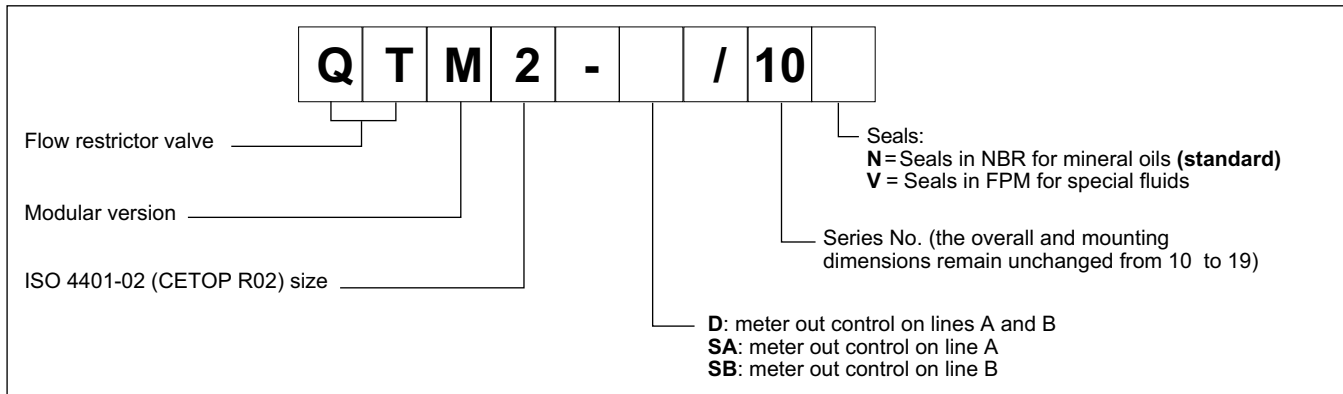 QTM2- /10
Flow restrictor valve
Modular version
ISO 4401-02 (CETOP R02) size
Seals:
N = Seals in NBR for mineral oils (standard)
V = Seals in FPM for special fluids
Series No. (the overall and mounting
dimensions remain unchanged from 10 to 19)
D: meter out control on lines A and B
SA: meter out control on line A
SB: meter out control on line B